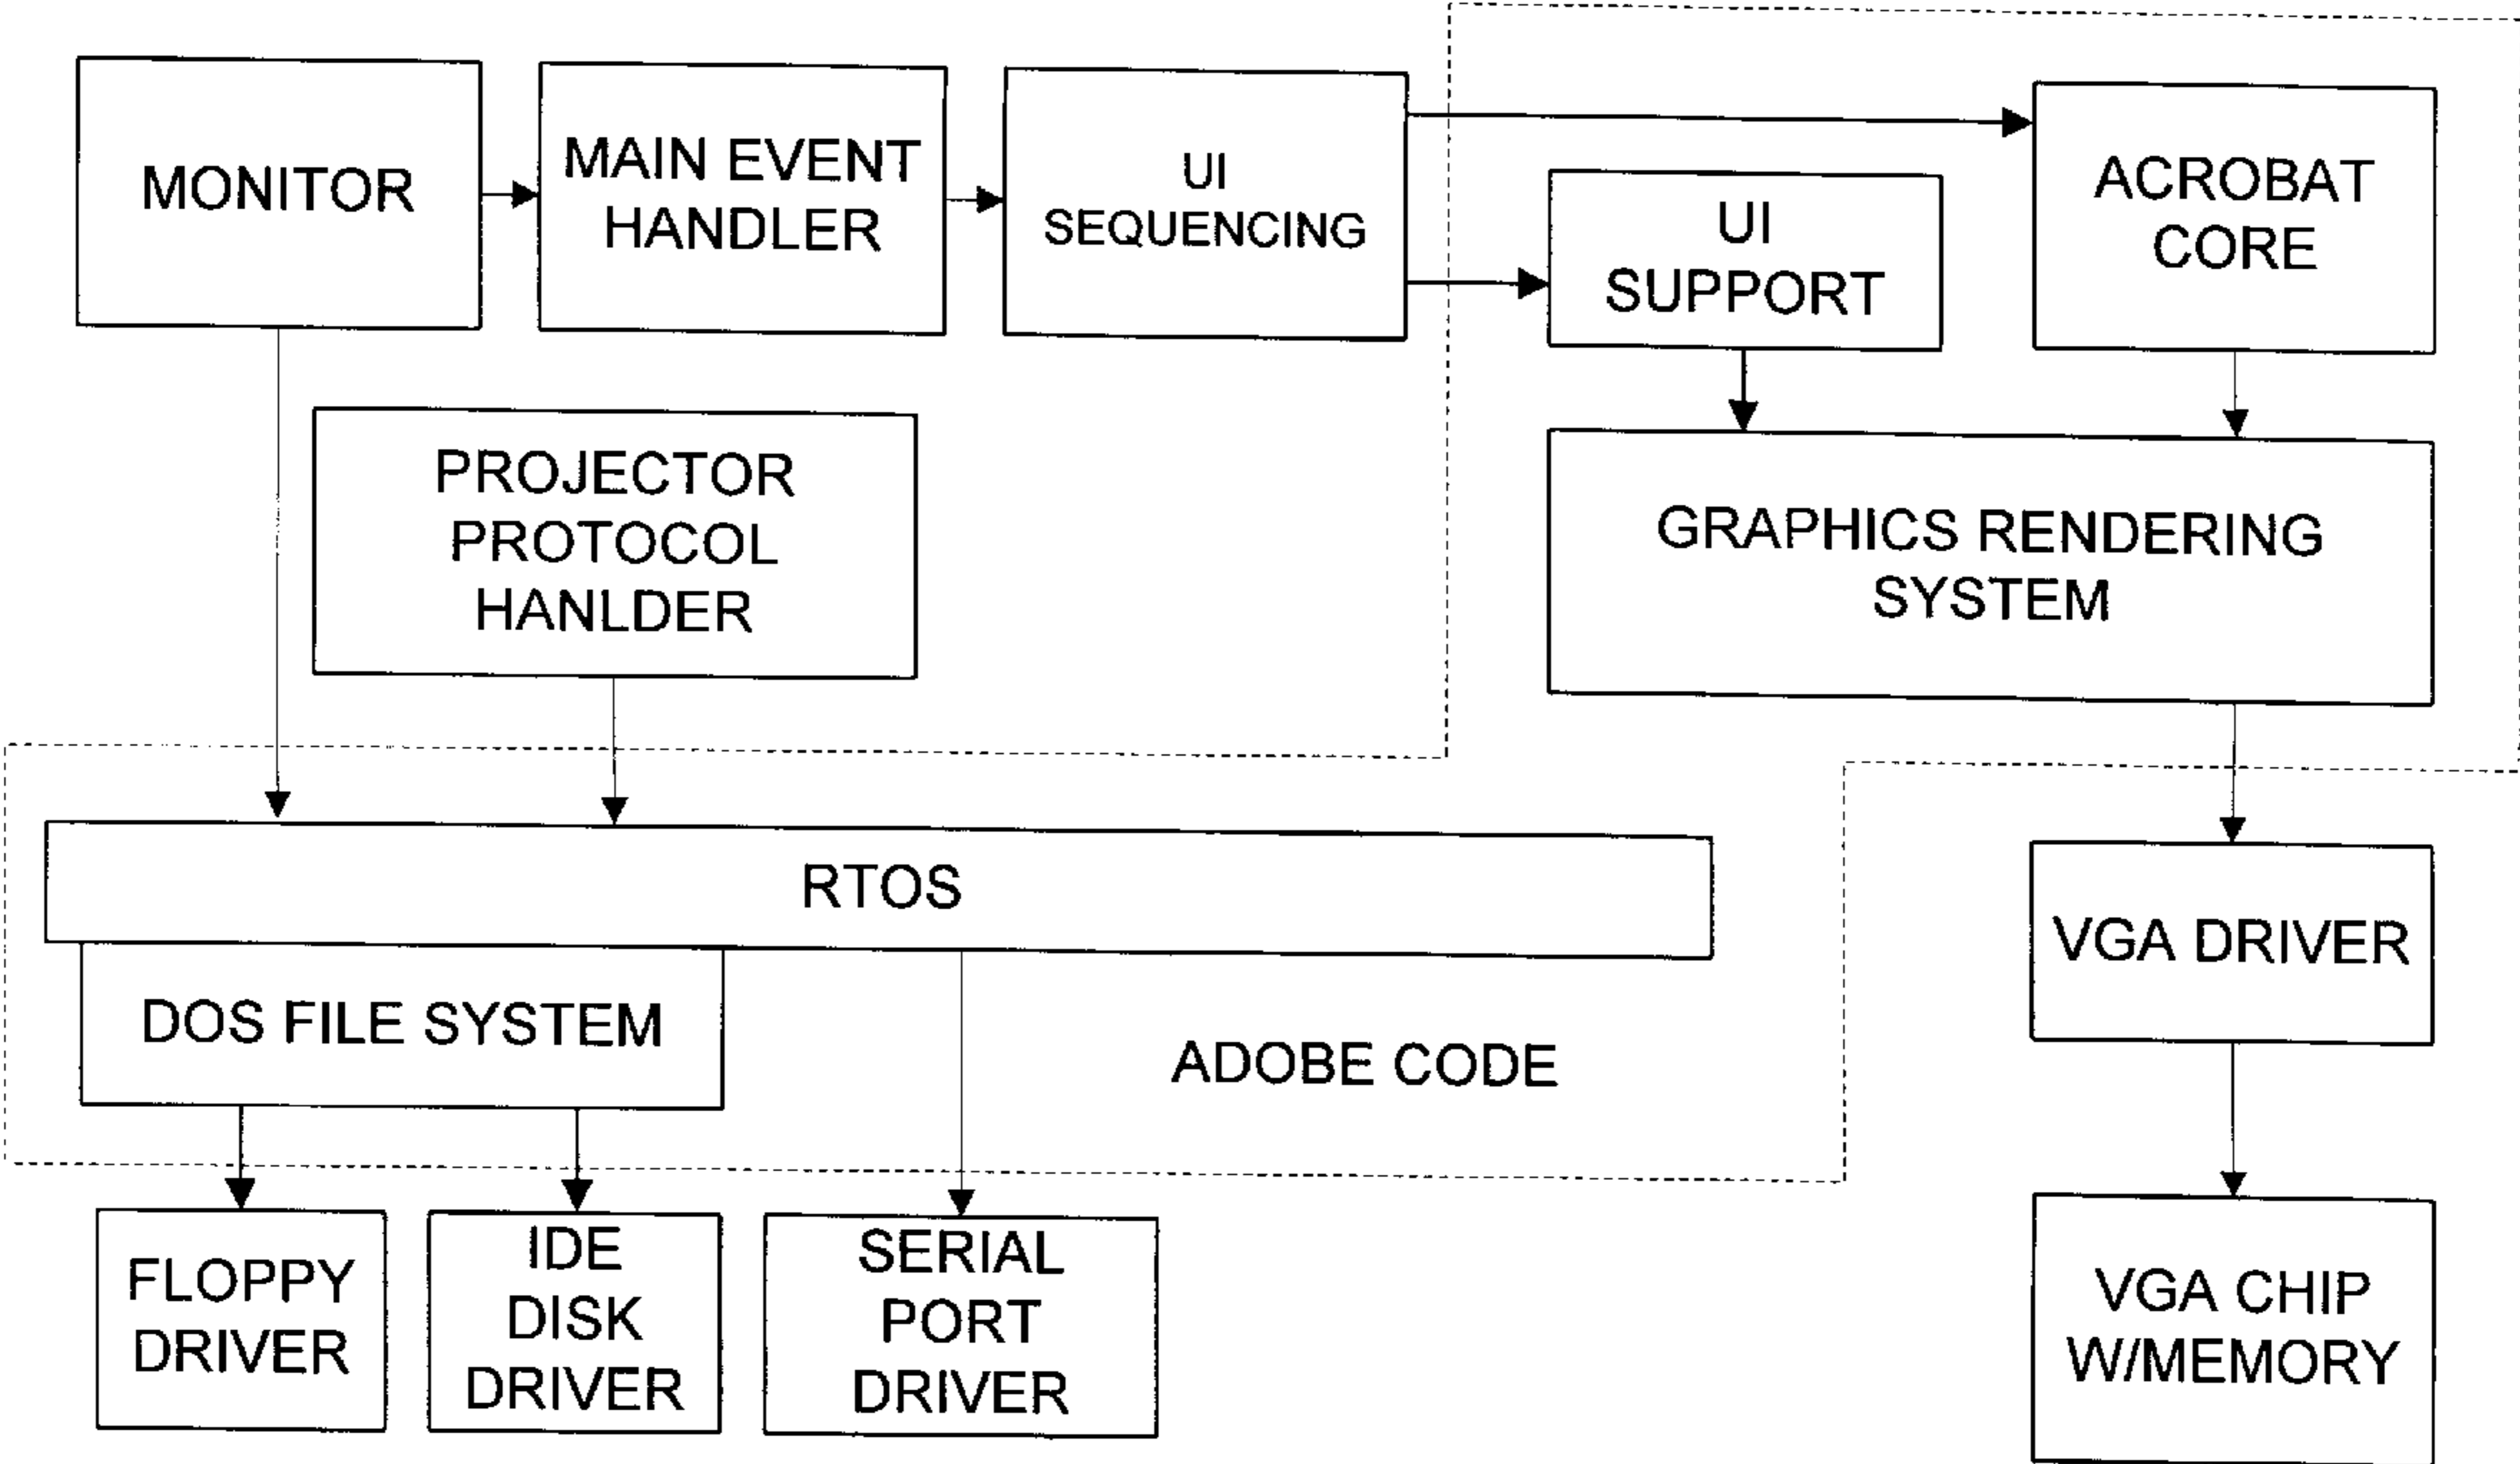 MONITOR
MAIN EVENT
HANDLER
UI
SEQUENCING
UI
SUPPORT
ACROBAT
CORE
PROJECTOR
PROTOCOL
HANLDER
GRAPHICS RENDERING
SYSTEM
RTOS
DOS FILE SYSTEM
ADOBE CODE
VGA DRIVER
FLOPPY
DRIVER
IDE
DISK
DRIVER
SERIAL
PORT
DRIVER
VGA CHIP
W/MEMORY